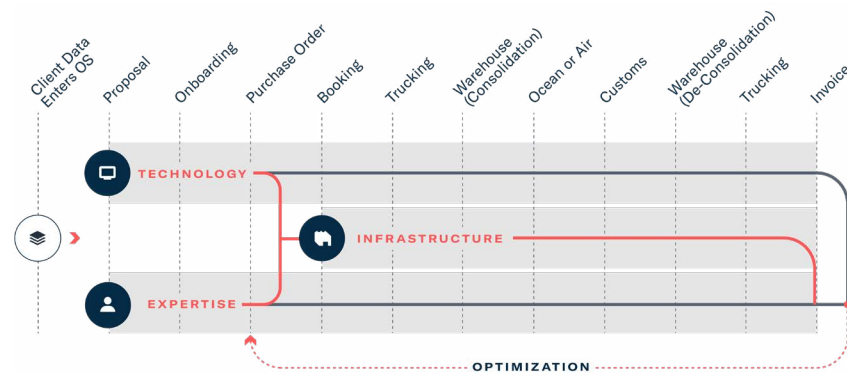 Client Data
Enters OS
Proposal
Onboarding
Purchase Order
Booking
Trucking
Warehouse
(Consolidation)
Ocean or Air
Customs
Warehouse
(De-Consolidation)
Trucking
Invoice
TECHNOLOGY
INFRASTRUCTURE
EXPERTISE
OPTIMIZATION